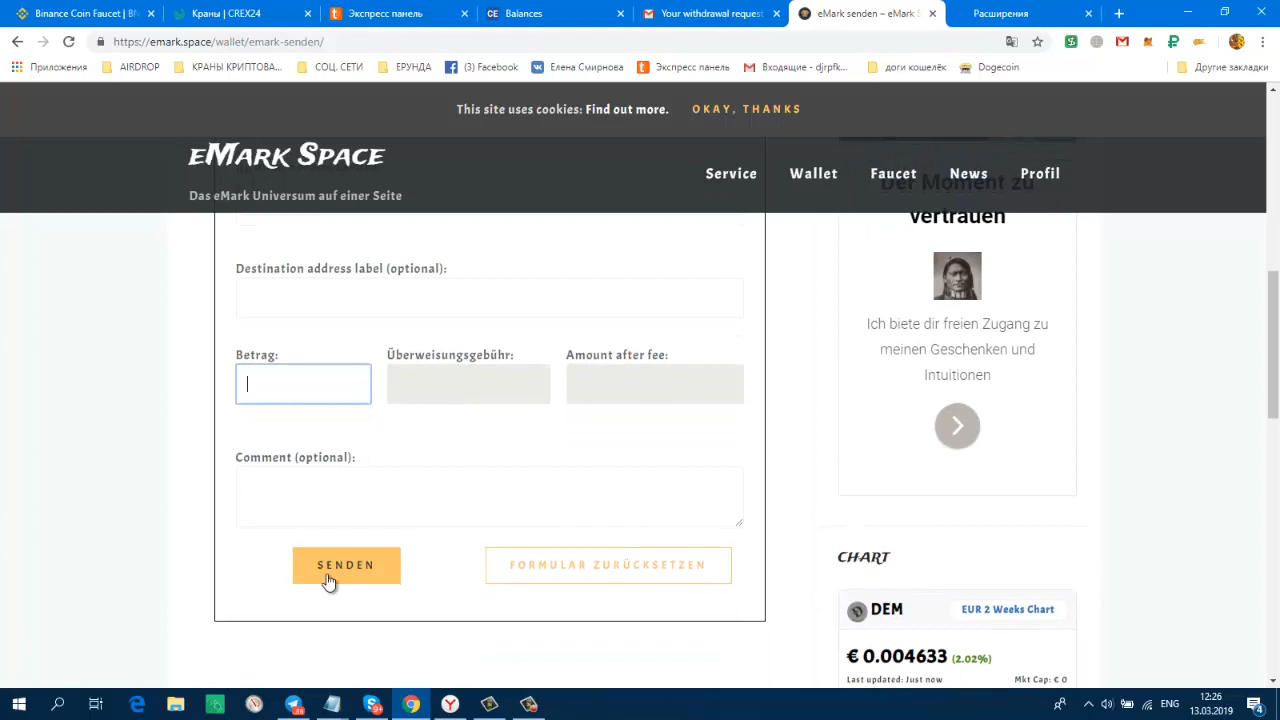 Binance Coin Faucet | BN
Краны | CREX24
Экспресс панель
CE Balances
Your withdrawal request
eMark senden – eMark S
Расширения
https://emark.space/wallet/emark-senden/
Приложения
AIRDROP
КРАНЫ КРИПТОВА...
СОЦ. СЕТИ
ЕРУНДА
(3) Facebook
Елена Смирнова
Экспресс панель
Входящие - djrpfk...
доги кошелёк
Dogecoin
Другие закладки
This site uses cookies: Find out more.
OKAY, THANKS
eMark Space
Das eMark Universum auf einer Seite
Service
Wallet
Faucet
News
Profil
Der Moment zu
vertrauen
Ich biete dir freien Zugang zu
meinen Geschenken und
Intuitionen
Destination address label (optional):
Betrag:
Überweisungsgebühr:
Amount after fee:
Comment (optional):
SENDEN
FORMULAR ZURÜCKSETZEN
CHART
DEM
EUR 2 Weeks Chart
€ 0.004633 (2.02%)
Last updated: Just now
Mkt Cap: € 0
ENG
12:26
13.03.2019
4